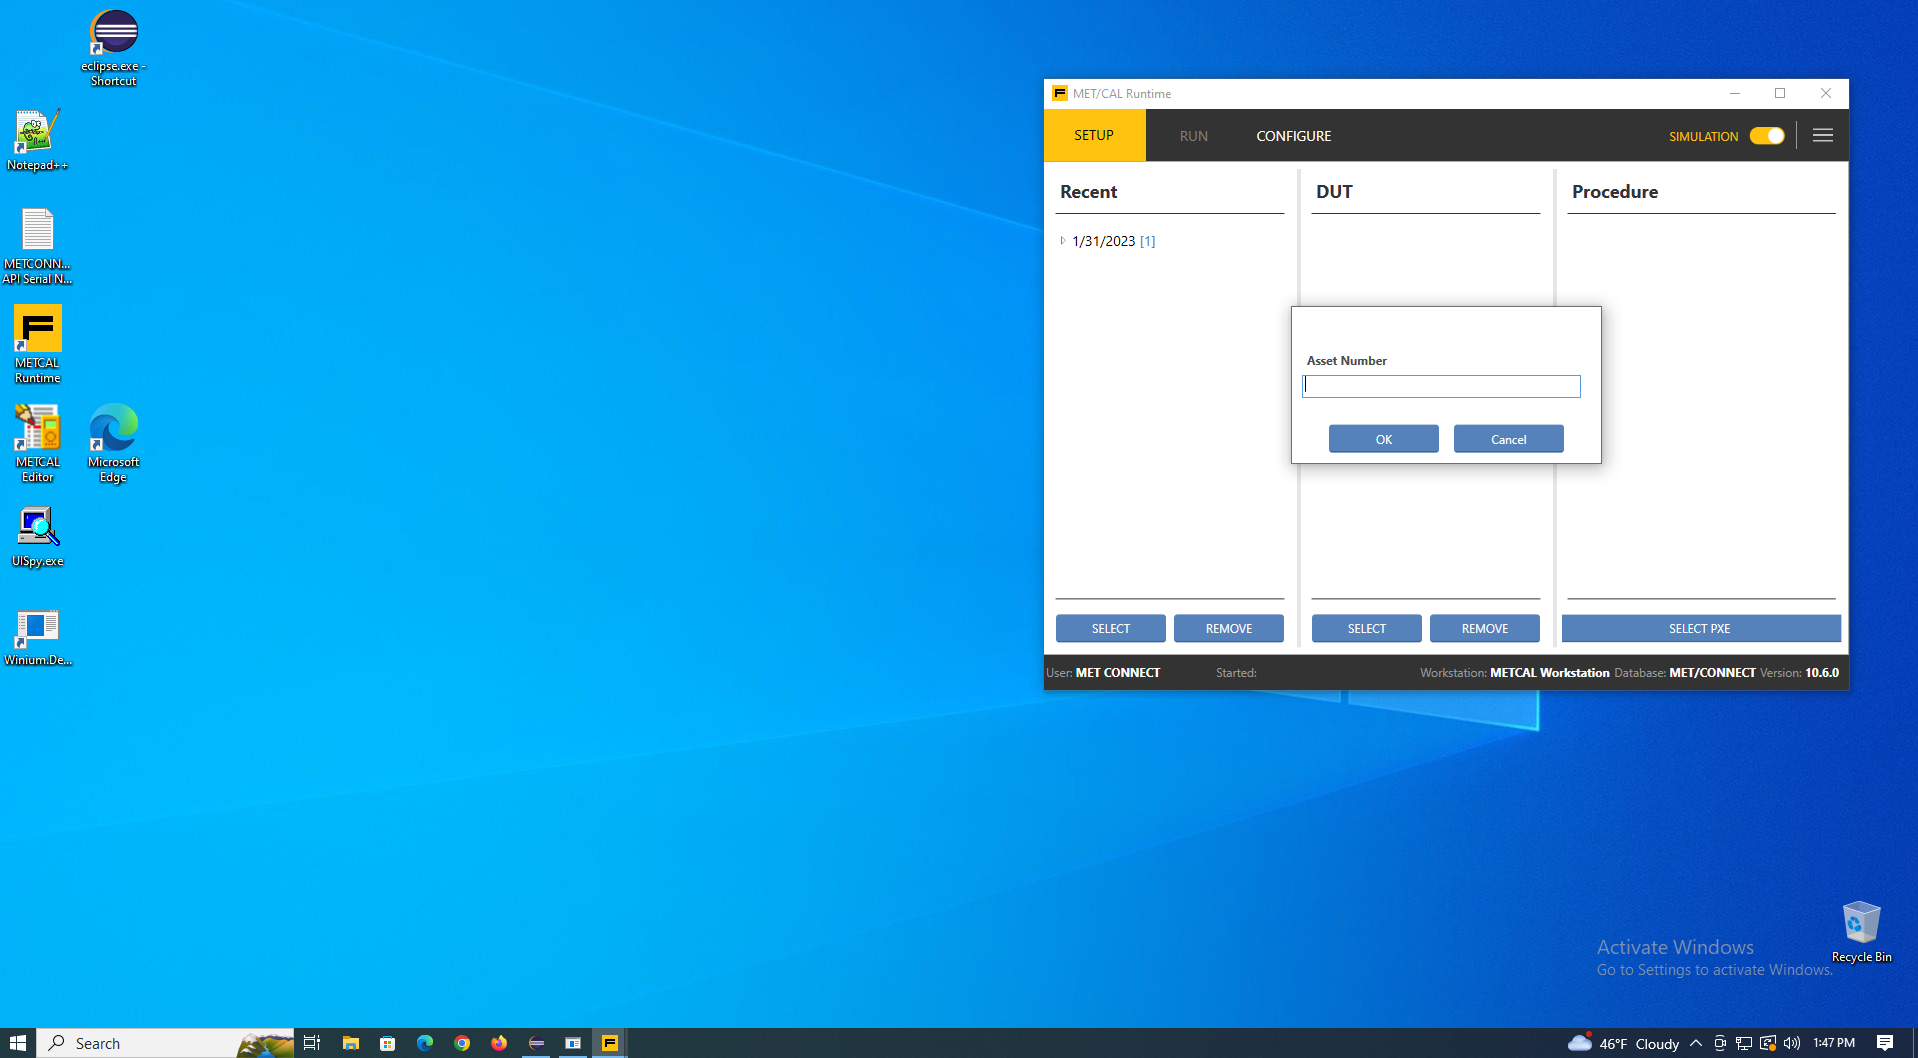 eclipse.exe -
Shortcut
Notepad++
METCONN...
API Serial N...
METCAL
Runtime
METCAL
Editor
Microsoft
Edge
UISpy.exe
Winium.De...
MET/CAL Runtime
SETUP
RUN
CONFIGURE
SIMULATION
Recent
DUT
Procedure
1/31/2023 [1]
Asset Number
OK
Cancel
SELECT
REMOVE
SELECT
REMOVE
SELECT PXE
User: MET CONNECT
Started:
Workstation: METCAL Workstation Database: MET/CONNECT Version: 10.6.0
Activate Windows
Go to Settings to activate Windows.
Recycle Bin
Search
46°F Cloudy
1:47 PM